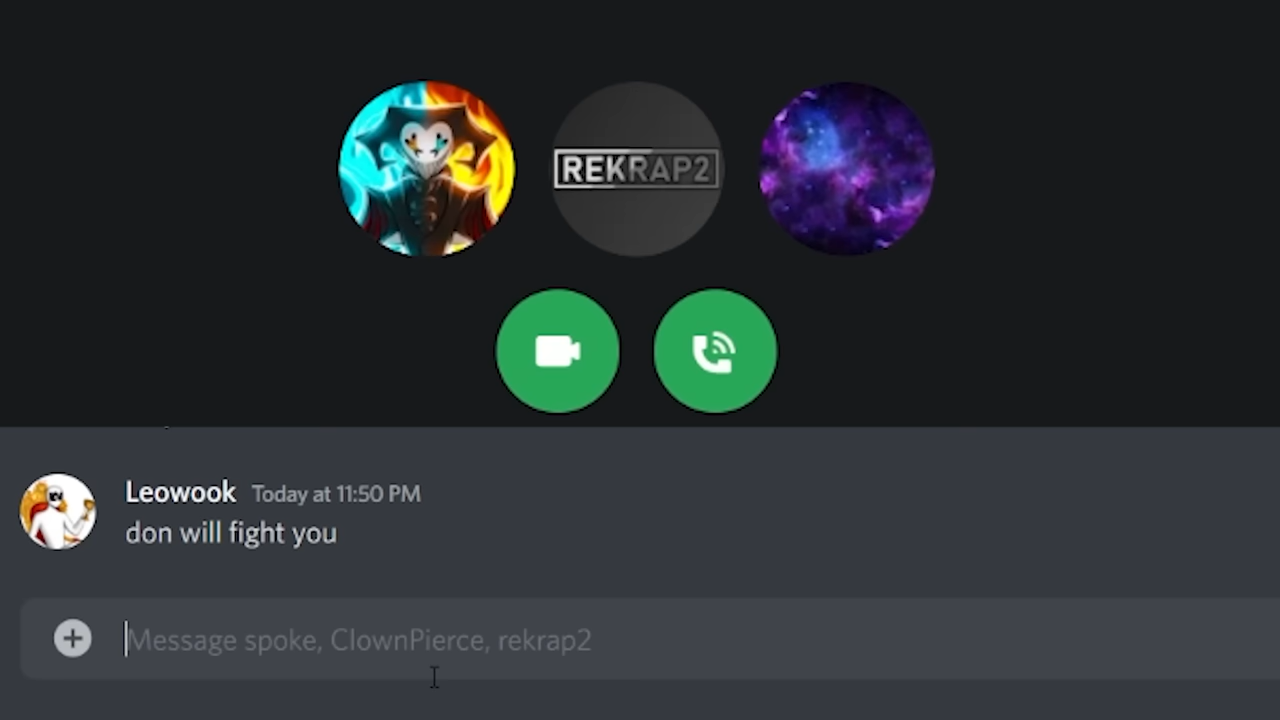 REKRAP2
Leowook Today at 11:50 PM
don will fight you
Message spoke, ClownPierce, rekrap2